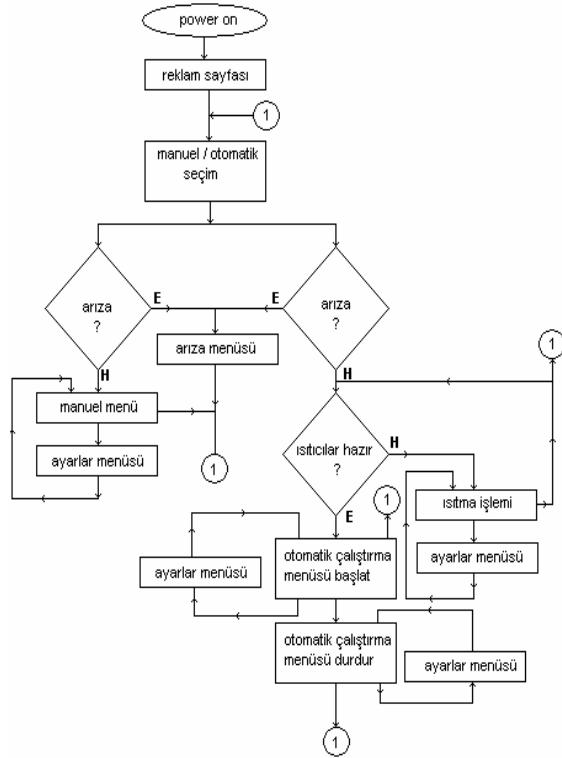 power on
reklam sayfası
1
manuel / otomatik
seçim
arıza
?
E
E
arıza
?
arıza menüsü
1
H
H
manuel menü
ısıtıcılar hazır
?
H
ayarlar menüsü
1
1
ısıtma işlemi
E
otomatik çalıştırma
menüsü başlat
ayarlar menüsü
ayarlar menüsü
otomatik çalıştırma
menüsü durdur
ayarlar menüsü
1